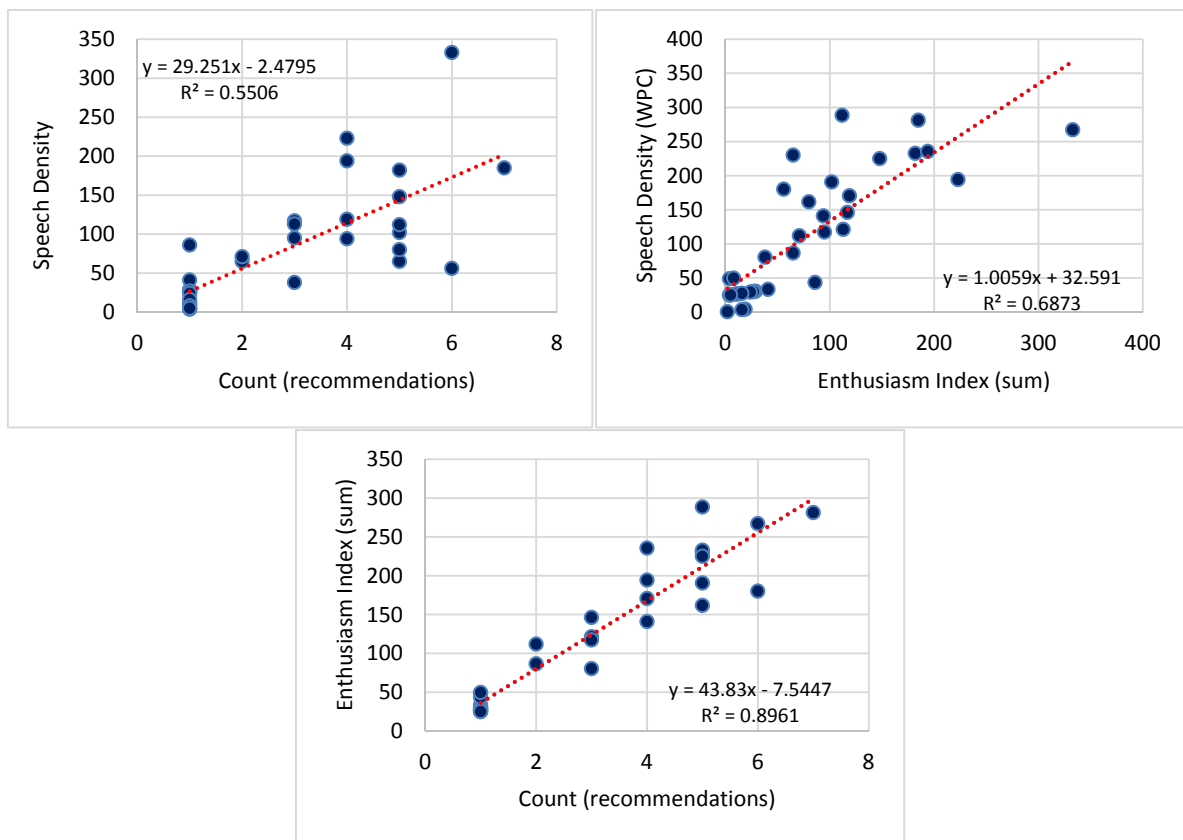 350
300
250
200
150
100
50
0
y = 29.251x - 2.4795
R² = 0.5506
Speech Density
0 2 4 6 8
Count (recommendations)
400
350
300
250
200
150
100
50
0
Speech Density (WPC)
y = 1.0059x + 32.591
R² = 0.6873
0 100 200 300 400
Enthusiasm Index (sum)
350
300
250
200
150
100
50
0
Enthusiasm Index (sum)
y = 43.83x - 7.5447
R² = 0.8961
0 2 4 6 8
Count (recommendations)